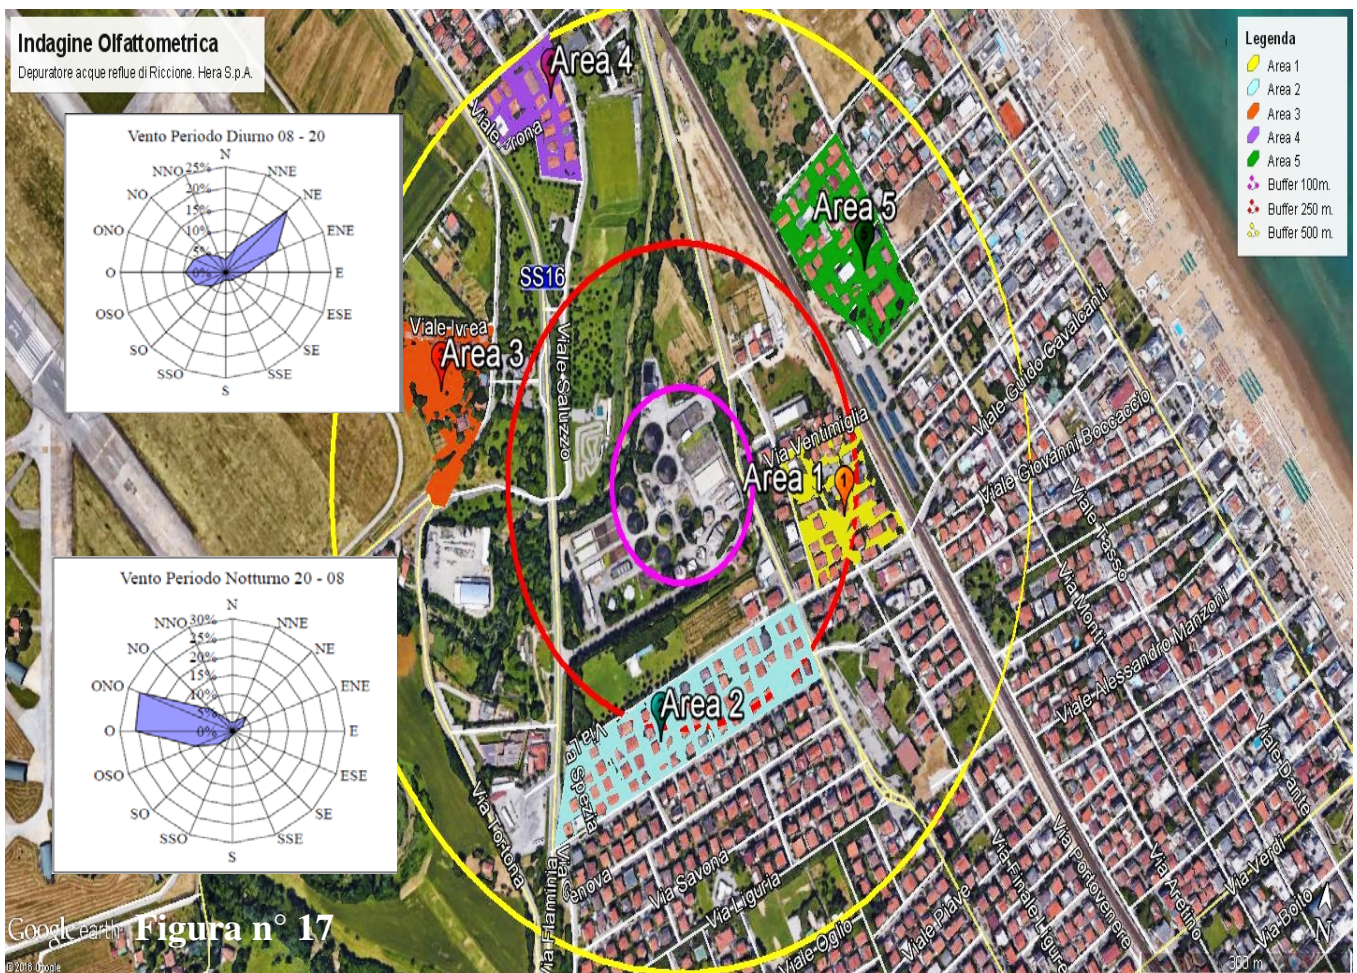 Indagine Olfattometrica
Depuratore acque reflue di Riccione. Hera S.p.A.
Legenda
Area 1
Area 2
Area 3
Area 4
Area 5
Buffer 100m.
Buffer 250 m.
Buffer 500 m.
Vento Periodo Diurno 08 - 20
N
NNE
NE
ENE
E
ESE
SE
SSE
S
SSO
SO
OSO
O
ONO
NO
NNO
25%
20%
15%
10%
5%
0%
Vento Periodo Notturno 20 - 08
N
NNE
NE
ENE
E
ESE
SE
SSE
S
SSO
SO
OSO
O
ONO
NO
NNO
30%
25%
20%
15%
10%
5%
0%
Area 4
Area 5
SS16
Viale Ivrea
Area 3
Viale Saluzzo
Via Ventimiglia
Area 1
1
Viale Guido Cavalcanti
Viale Giovanni Boccaccio
Viale Tasso
Via Monti
Viale Alessandro Manzoni
Area 2
Via La Spezia
Via Tortona
Via Flaminia
Via Genova
Via Savona
Via Liguria
Viale Oglio
Viale Piave
Via Finale Ligure
Via Portovenere
Via Aretino
Viale Dante
Via Verdi
Via Boito
N
300 m
Google earth
Figura n° 17
© 2016 Google